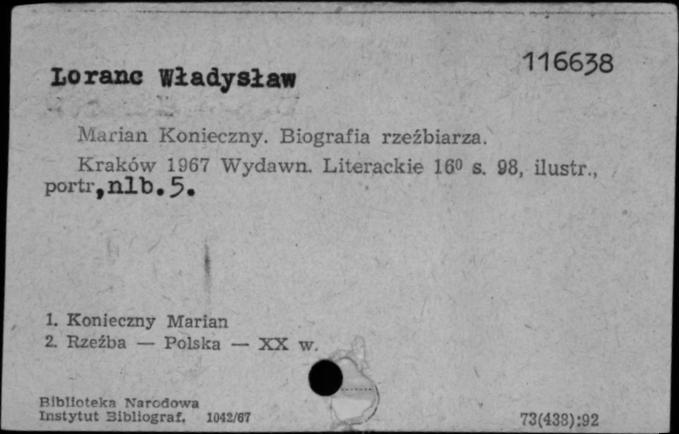 116638
Loranc Władysław
Marian Konieczny. Biografia rzeźbiarza.
Kraków 1967 Wydawn. Literackie 16⁰ s. 98, ilustr.,
portr,nlb.5.
1. Konieczny Marian
2. Rzeźba — Polska — XX w.
Biblioteka Narodowa
Instytut Bibliograf. 1042/67
73(438):92